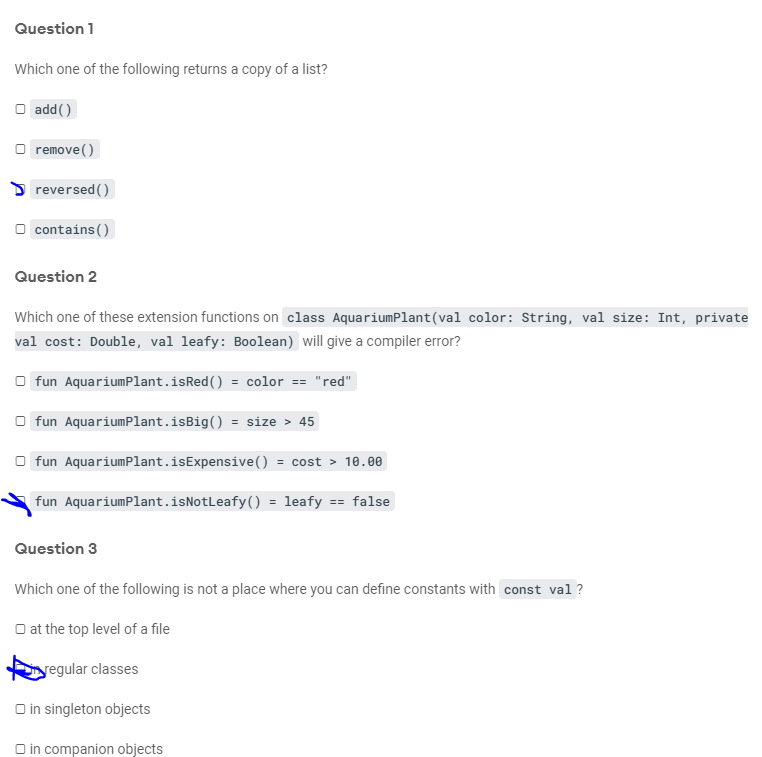 Question 1
Which one of the following returns a copy of a list?
add()
remove()
reversed()
contains()
Question 2
Which one of these extension functions on class AquariumPlant(val color: String, val size: Int, private
val cost: Double, val leafy: Boolean) will give a compiler error?
fun AquariumPlant.isRed() = color == "red"
fun AquariumPlant.isBig() = size > 45
fun AquariumPlant.isExpensive() = cost > 10.00
fun AquariumPlant.isNotLeafy() = leafy == false
Question 3
Which one of the following is not a place where you can define constants with const val?
at the top level of a file
in regular classes
in singleton objects
in companion objects